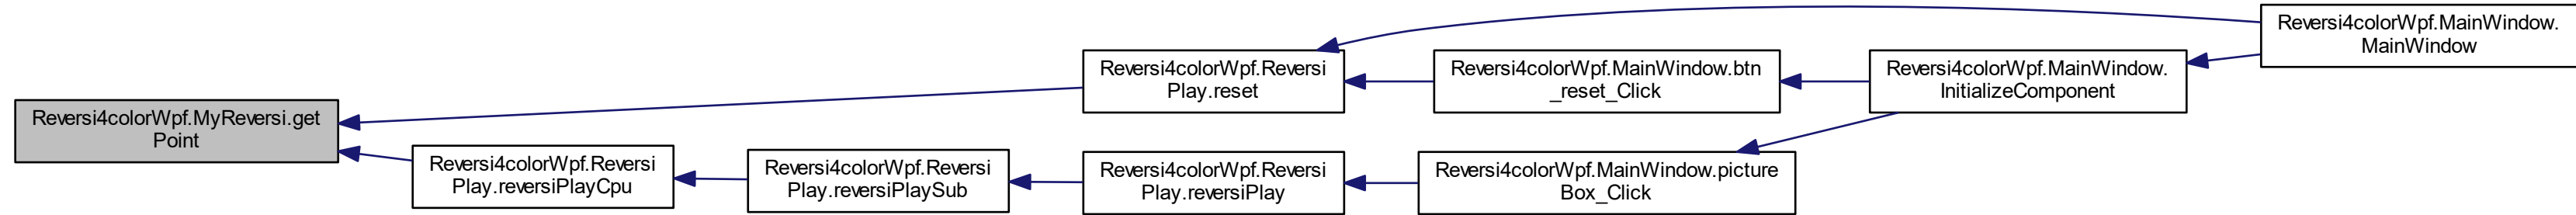 Reversi4colorWpf.MyReversi.get
Point
Reversi4colorWpf.Reversi
Play.reset
Reversi4colorWpf.MainWindow.btn
_reset_Click
Reversi4colorWpf.MainWindow.
InitializeComponent
Reversi4colorWpf.MainWindow.
MainWindow
Reversi4colorWpf.Reversi
Play.reversiPlayCpu
Reversi4colorWpf.Reversi
Play.reversiPlaySub
Reversi4colorWpf.Reversi
Play.reversiPlay
Reversi4colorWpf.MainWindow.picture
Box_Click